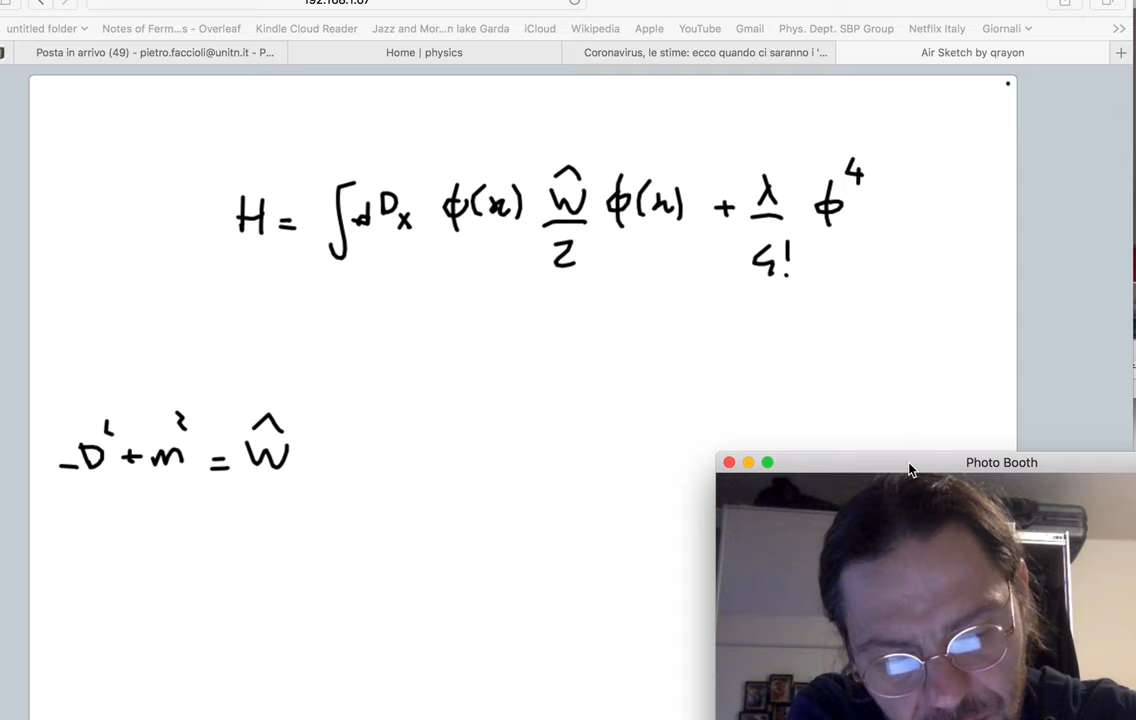 192.168.1.67
untitled folder Notes of Ferm...s - Overleaf Kindle Cloud Reader Jazz and Mor...n lake Garda iCloud Wikipedia Apple YouTube Gmail Phys. Dept. SBP Group Netflix Italy Giornali >>
Posta in arrivo (49) - pietro.faccioli@unitn.it - P... Home | physics Coronavirus, le stime: ecco quando ci saranno i '... Air Sketch by qrayon +
H = ∫d^D x ϕ(x) Ŵ/2 ϕ(x) + λ/4! ϕ^4
-D^2 + m^2 = Ŵ
Photo Booth